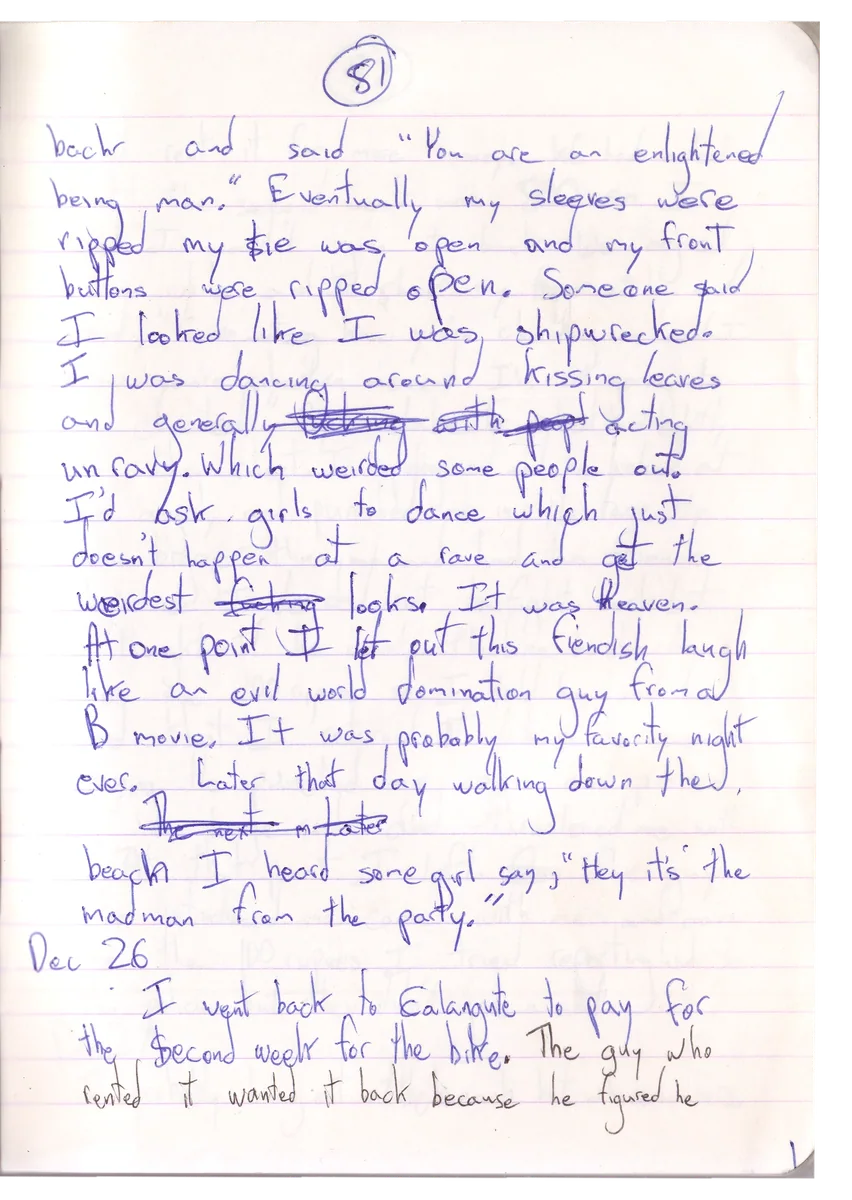 81
back and said "You are an enlightened
being man." Eventually my sleeves were
ripped my tie was open and my front
buttons were ripped open. Someone said
I looked like I was shipwrecked.
I was dancing around kissing leaves
and generally fucking with peop acting
un ravy. Which weirded some people out.
I'd ask girls to dance which just
doesn't happen at a rave and get the
weirdest fucking looks. It was Heaven.
At one point I let out this fiendish laugh
like an evil world domination guy from a
B movie. It was probably my favority night
ever. Later that day walking down the
The next m Later
beach I heard some girl say, "Hey it's the
madman from the party."
Dec 26
I went back to Calangute to pay for
the second week for the bike. The guy who
rented it wanted it back because he figured he